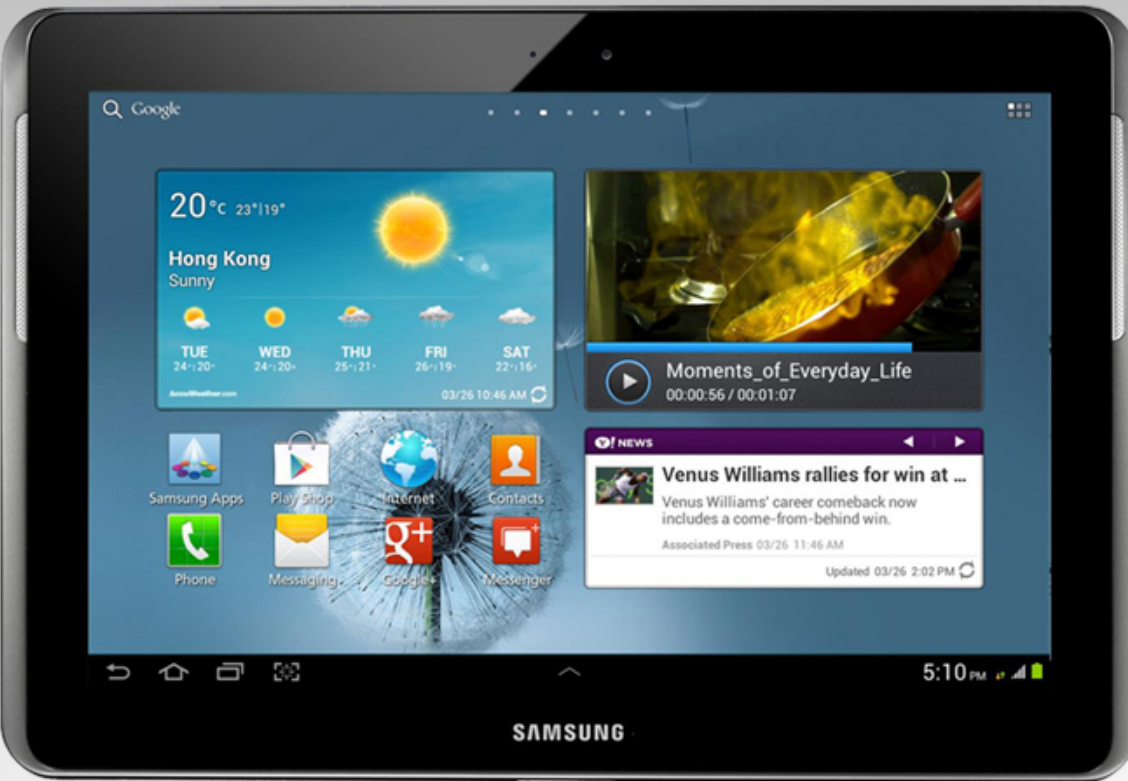 Google
20°C 23°|19°
Hong Kong
Sunny
TUE WED THU FRI SAT
24°|20° 24°|20° 25°|21° 26°|19° 22°|16°
AccuWeather.com 03/26 10:46 AM
Moments_of_Everyday_Life
00:00:56 / 00:01:07
Samsung Apps Play Shop Internet Contacts
g+
Phone Messaging Google+ Messenger
Y! NEWS
Venus Williams rallies for win at ...
Venus Williams' career comeback now
includes a come-from-behind win.
Associated Press 03/26 11:46 AM
Updated 03/26 2:02 PM
5:10 PM
SAMSUNG